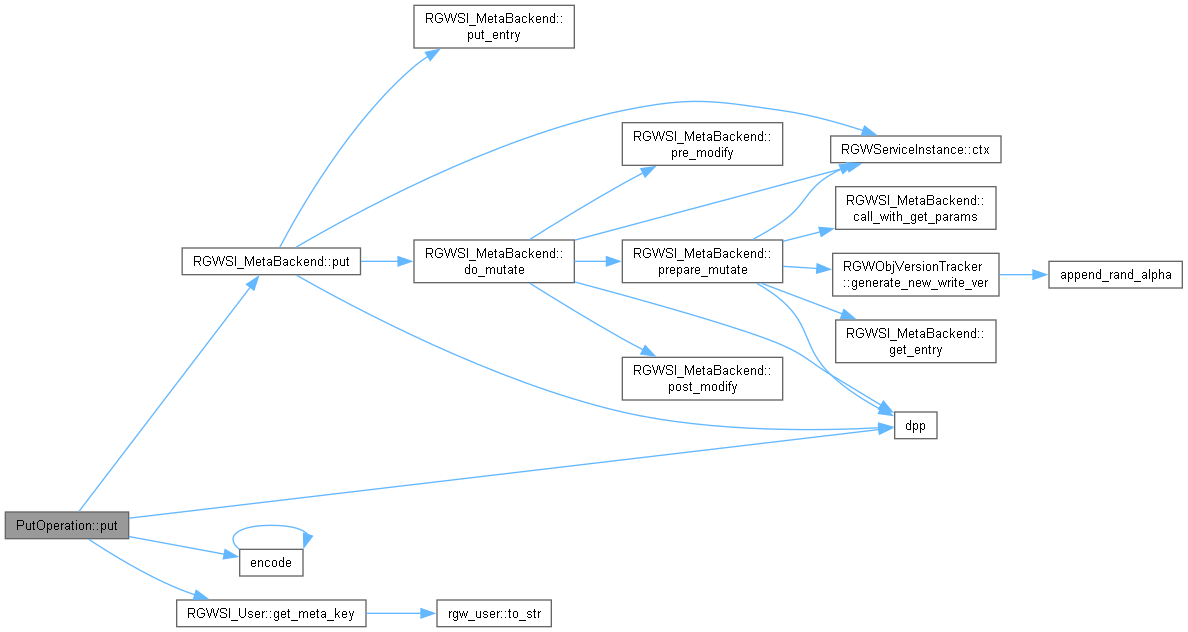 RGWSI_MetaBackend::
put_entry
RGWSI_MetaBackend::
pre_modify
RGWServiceInstance::ctx
RGWSI_MetaBackend::
call_with_get_params
RGWSI_MetaBackend::put
RGWSI_MetaBackend::
do_mutate
RGWSI_MetaBackend::
prepare_mutate
RGWObjVersionTracker
::generate_new_write_ver
append_rand_alpha
RGWSI_MetaBackend::
get_entry
RGWSI_MetaBackend::
post_modify
dpp
PutOperation::put
encode
RGWSI_User::get_meta_key
rgw_user::to_str